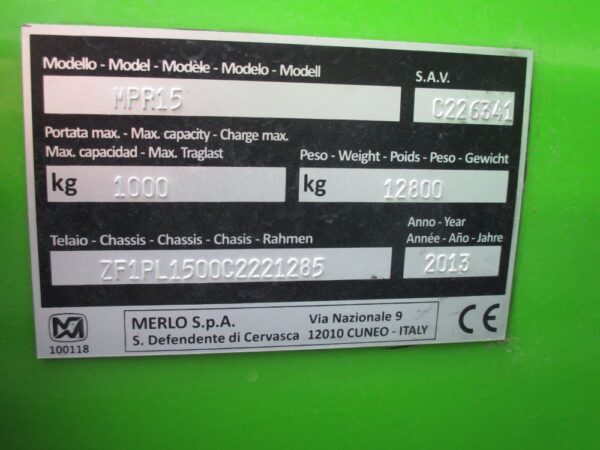 Modello - Model - Modèle - Modelo - Modell
S.A.V.
MPR15
C226341
Portata max. - Max. capacity - Charge max.
Max. capacidad - Max. Traglast
Peso - Weight - Poids - Peso - Gewicht
kg 1000
kg 12800
Telaio - Chassis - Chassis - Chasis - Rahmen
Anno - Year
Année - Año - Jahre
ZF1PL1500C2221285
2013
100118
MERLO S.p.A.
S. Defendente di Cervasca
Via Nazionale 9
12010 CUNEO - ITALY
CE